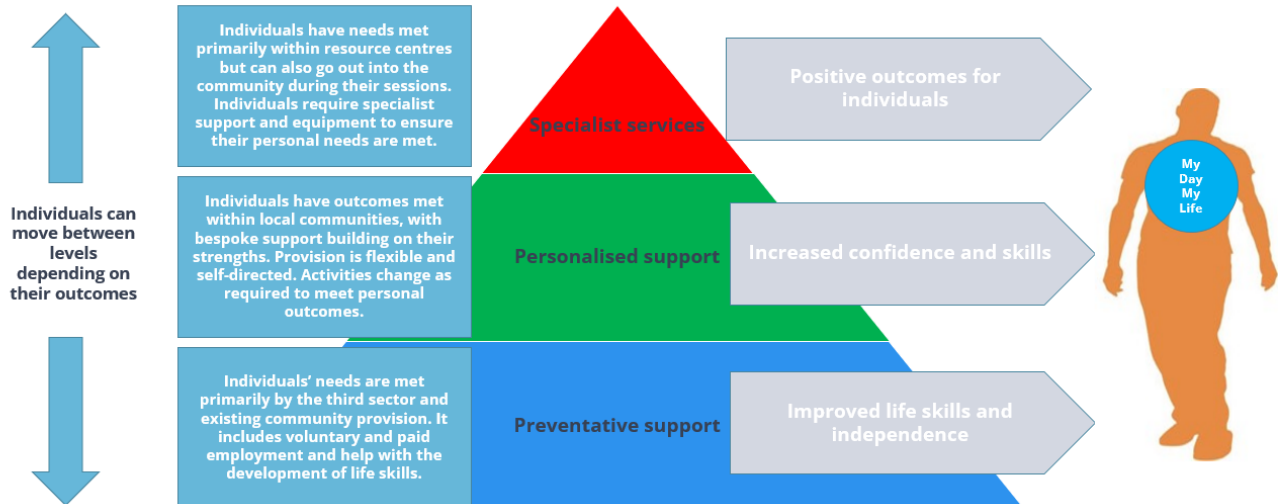 Individuals can
move between
levels
depending on
their outcomes
Individuals have needs met
primarily within resource centres
but can also go out into the
community during their sessions.
Individuals require specialist
support and equipment to ensure
their personal needs are met.
Specialist services
Positive outcomes for
individuals
Individuals have outcomes met
within local communities, with
bespoke support building on their
strengths. Provision is flexible and
self-directed. Activities change as
required to meet personal
outcomes.
Personalised support
Increased confidence and skills
Individuals’ needs are met
primarily by the third sector and
existing community provision. It
includes voluntary and paid
employment and help with the
development of life skills.
Preventative support
Improved life skills and
independence
My
Day
My
Life